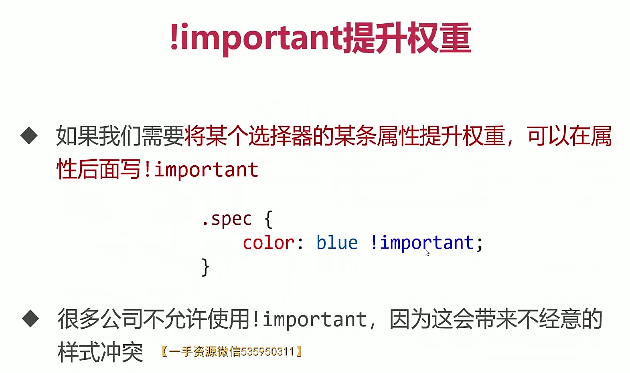 !important提升权重
◆ 如果我们需要将某个选择器的某条属性提升权重，可以在属
性后面写!important
.spec {
color: blue !important;
}
◆ 很多公司不允许使用!important，因为这会带来不经意的
样式冲突 【一手资源微信535950311】